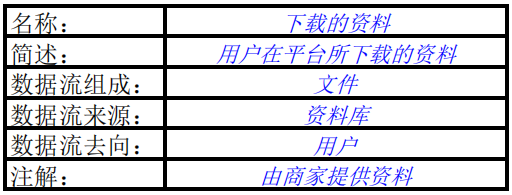 名称： 下载的资料
简述： 用户在平台所下载的资料
数据流组成： 文件
数据流来源： 资料库
数据流去向： 用户
注解： 由商家提供资料